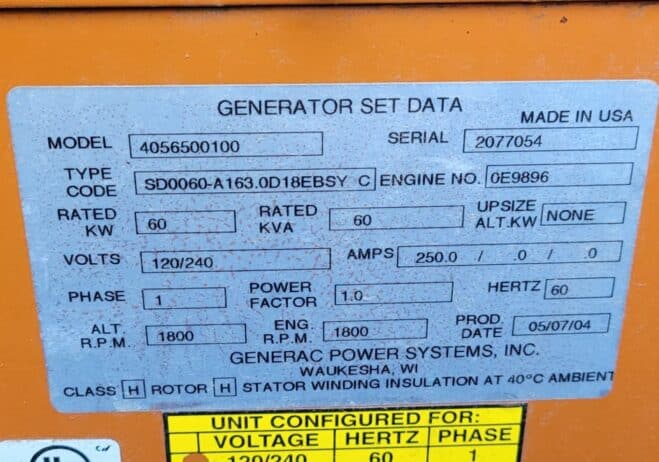 GENERATOR SET DATA
MADE IN USA
MODEL 4056500100 SERIAL 2077054
TYPE CODE SD0060-A163.0D18EBSY C ENGINE NO. 0E9896
RATED KW 60 RATED KVA 60 UPSIZE ALT.KW NONE
VOLTS 120/240 AMPS 250.0 / .0 / .0
PHASE 1 POWER FACTOR 1.0 HERTZ 60
ALT. R.P.M. 1800 ENG. R.P.M. 1800 PROD. DATE 05/07/04
GENERAC POWER SYSTEMS, INC.
WAUKESHA, WI
CLASS H ROTOR H STATOR WINDING INSULATION AT 40°C AMBIENT
UNIT CONFIGURED FOR:
VOLTAGE HERTZ PHASE
120/240 60 1